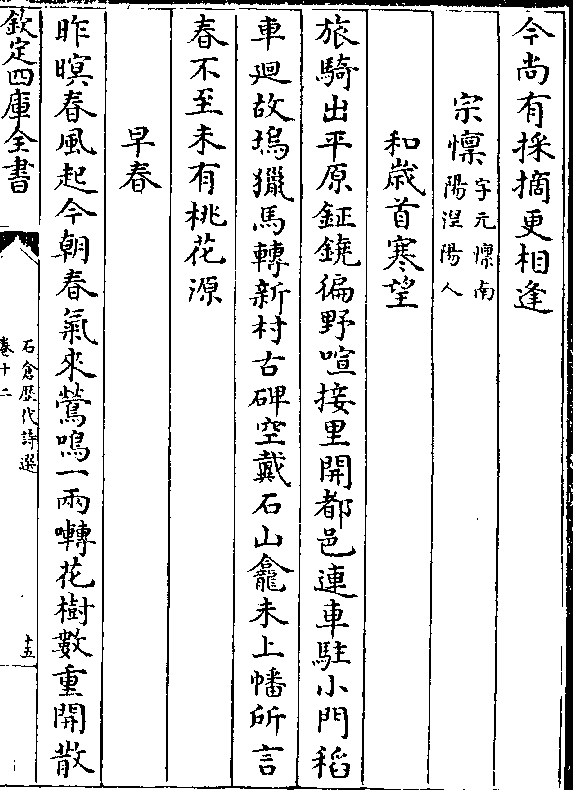 今尚有採摘更相逢
宗懍字元懍南陽涅陽人
和歲首寒望
旅騎出平原鉦鐃徧野喧接里開都邑連車駐小門稻
車廻故塢獵馬轉新村古碑空戴石山龕未上幡所言
春不至未有桃花源
早春
昨暝春風起今朝春氣來鶯鳴一兩囀花樹數重開散
欽定四庫全書
石倉歷代詩選
卷十二
十五